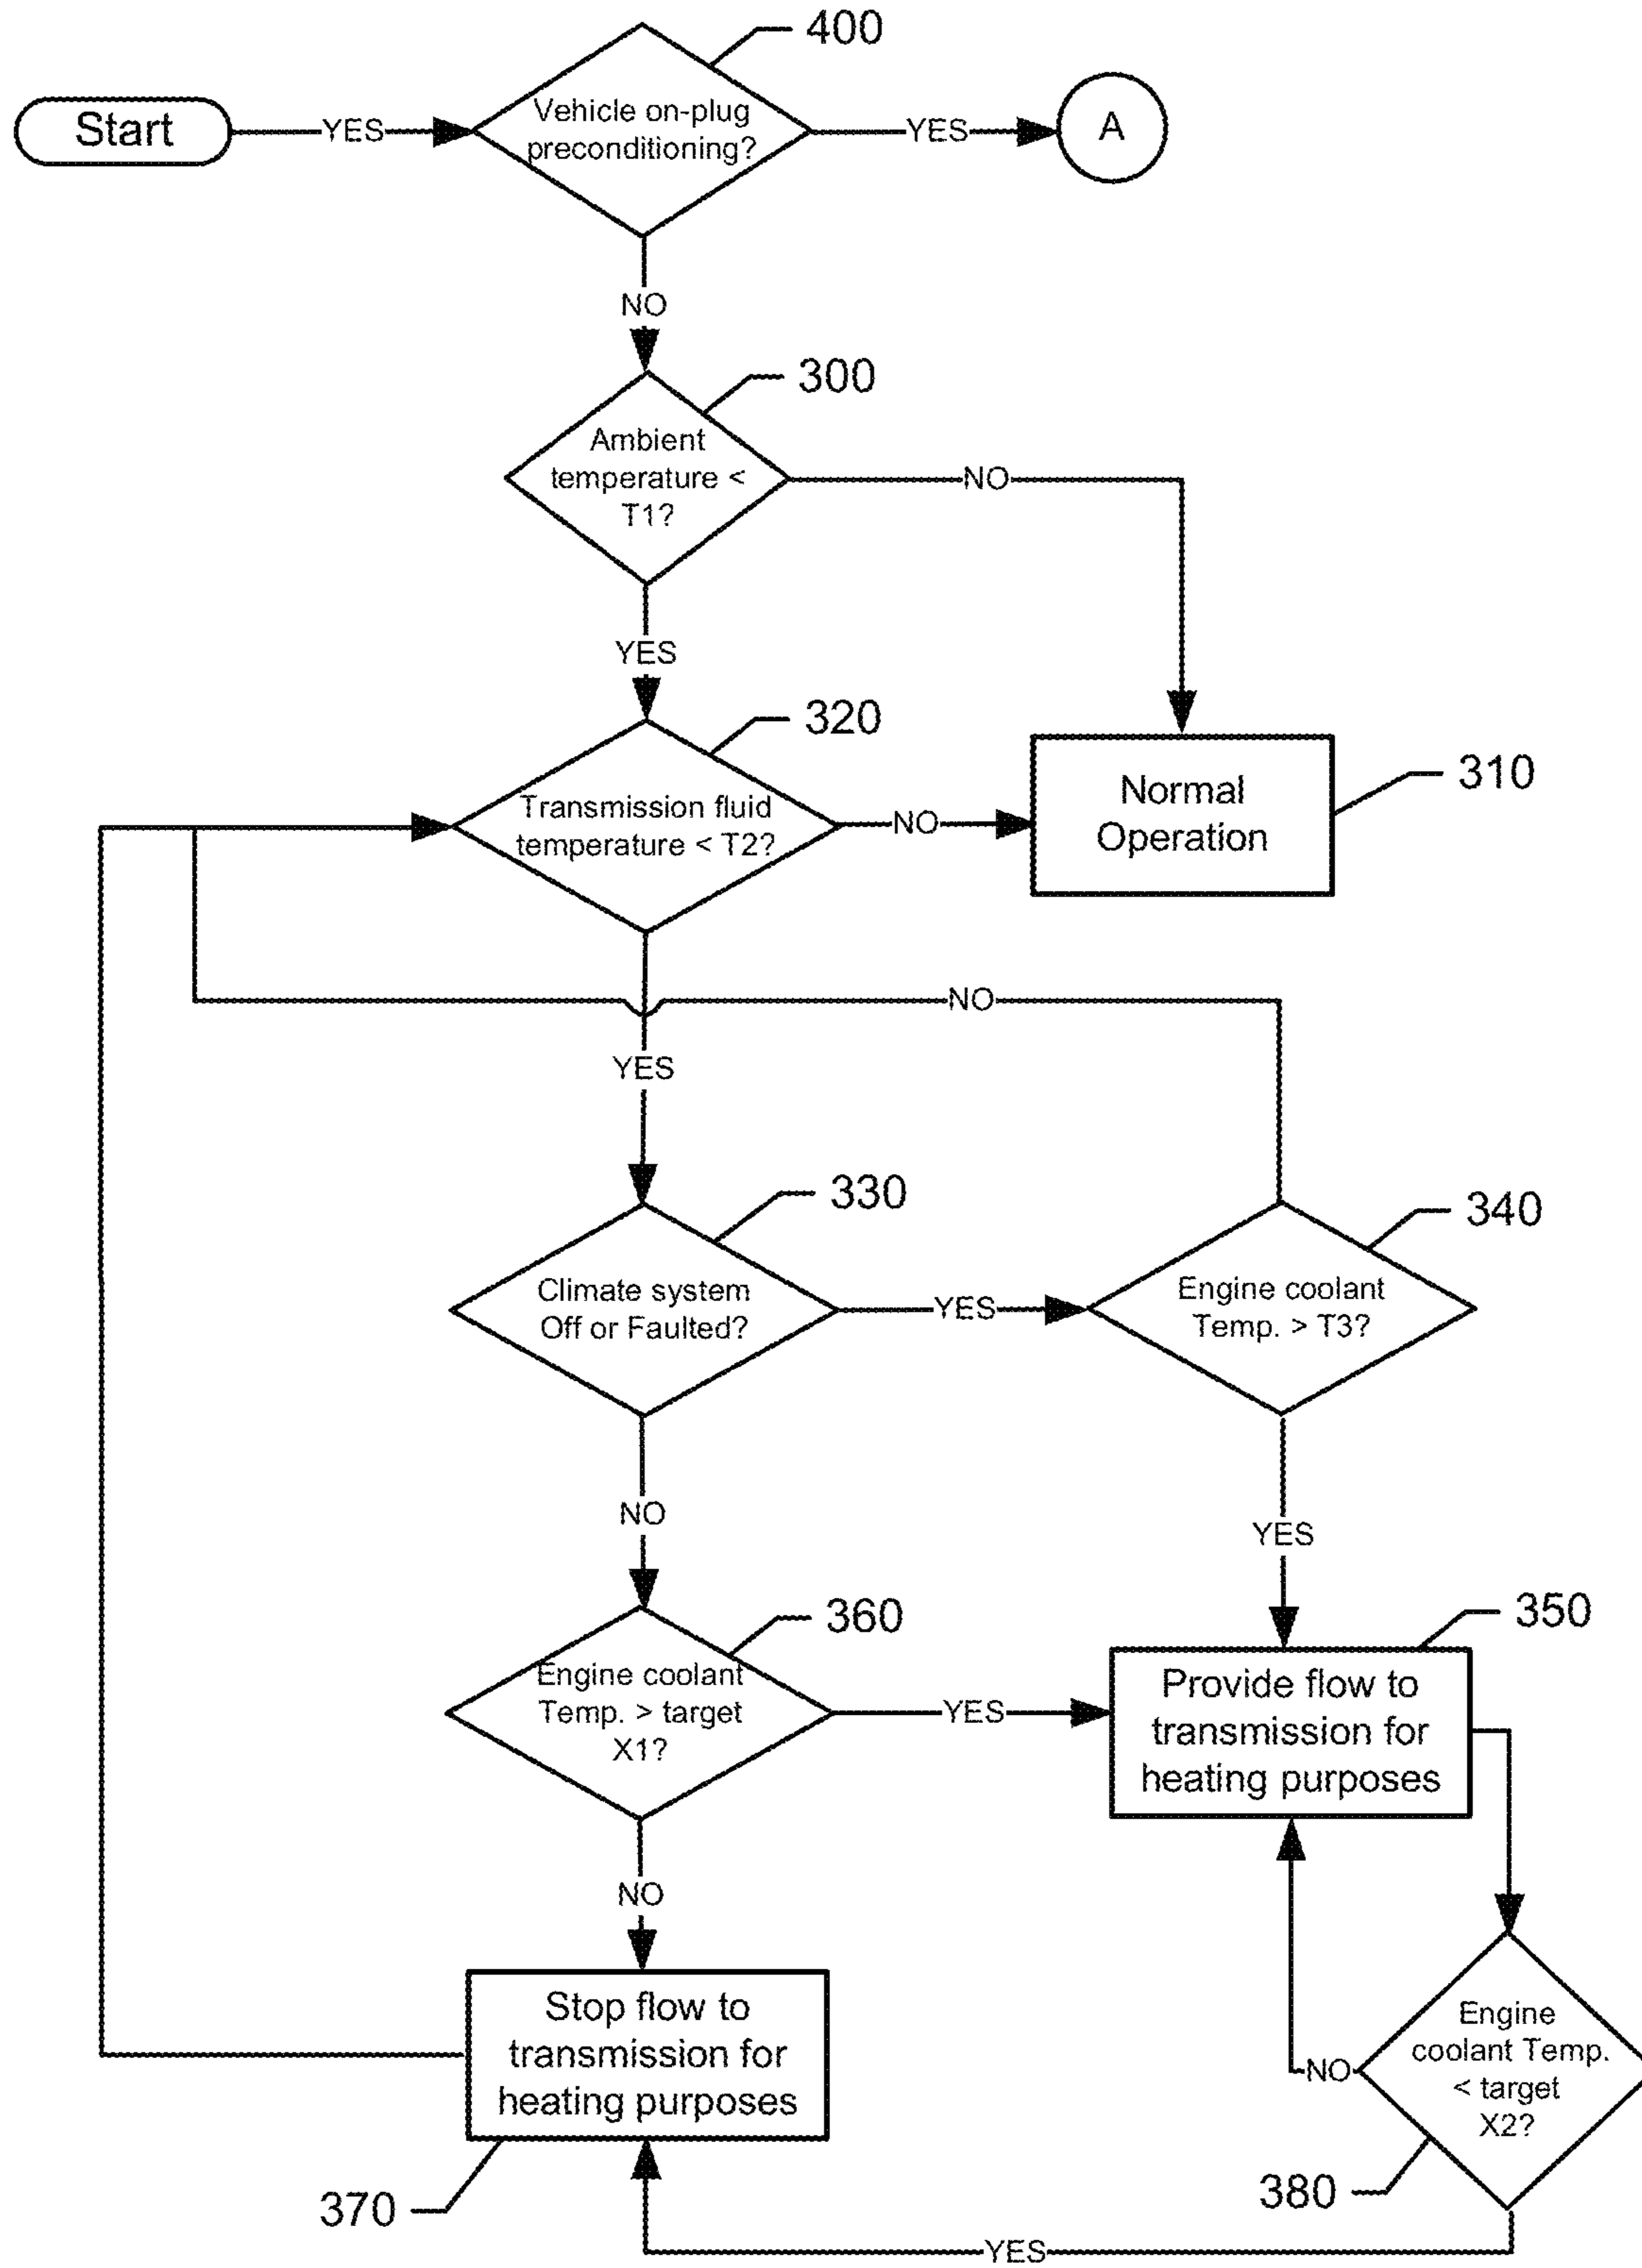 400
Start
YES
Vehicle on-plug
preconditioning?
YES
A
NO
300
Ambient
temperature <
T1?
NO
YES
320
Transmission fluid
temperature < T2?
NO
Normal
Operation
310
NO
YES
330
340
Climate system
Off or Faulted?
YES
Engine coolant
Temp. > T3?
NO
YES
360
350
Engine coolant
Temp. > target
X1?
YES
Provide flow to
transmission for
heating purposes
NO
Stop flow to
transmission for
heating purposes
Engine
coolant Temp.
< target
X2?
NO
370
380
YES